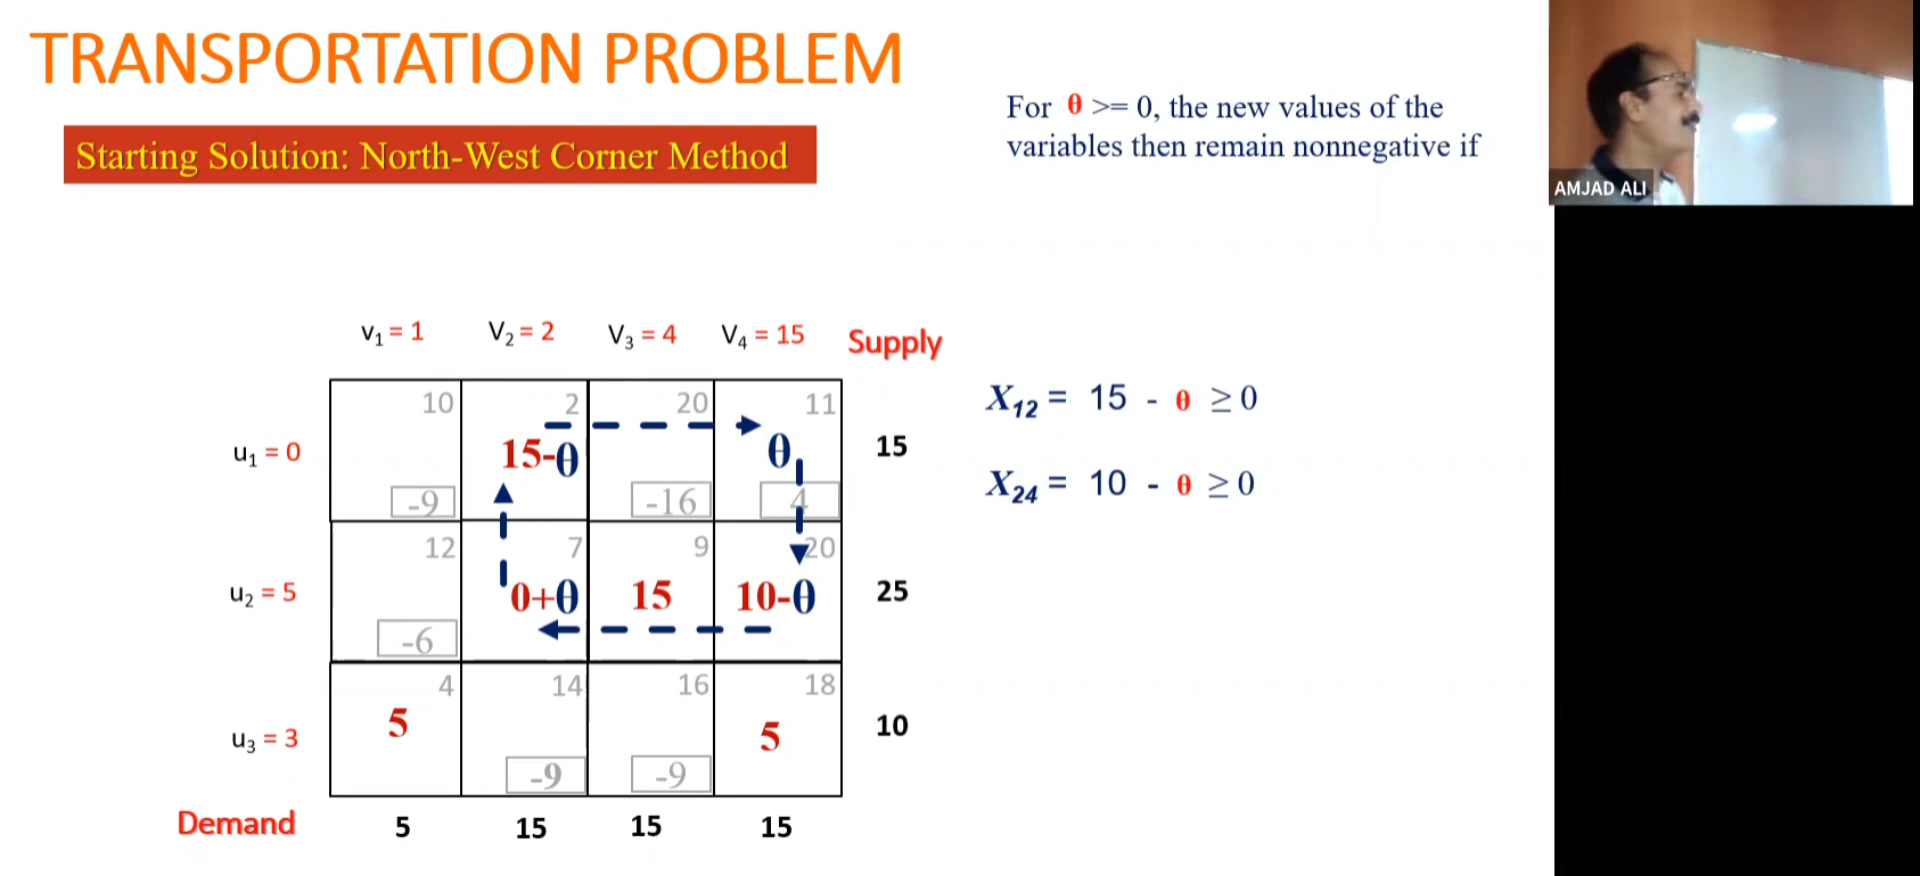 TRANSPORTATION PROBLEM
Starting Solution: North-West Corner Method
For θ >= 0, the new values of the
variables then remain nonnegative if
AMJAD ALI
v₁ = 1 V₂ = 2 V₃ = 4 V₄ = 15 Supply
10 2 20 11
u₁ = 0 15-θ θ 15
-9 -16 4
12 7 9 20
u₂ = 5 0+θ 15 10-θ 25
-6
4 14 16 18
u₃ = 3 5 5 10
-9 -9
Demand 5 15 15 15
X₁₂ = 15 - θ ≥ 0
X₂₄ = 10 - θ ≥ 0